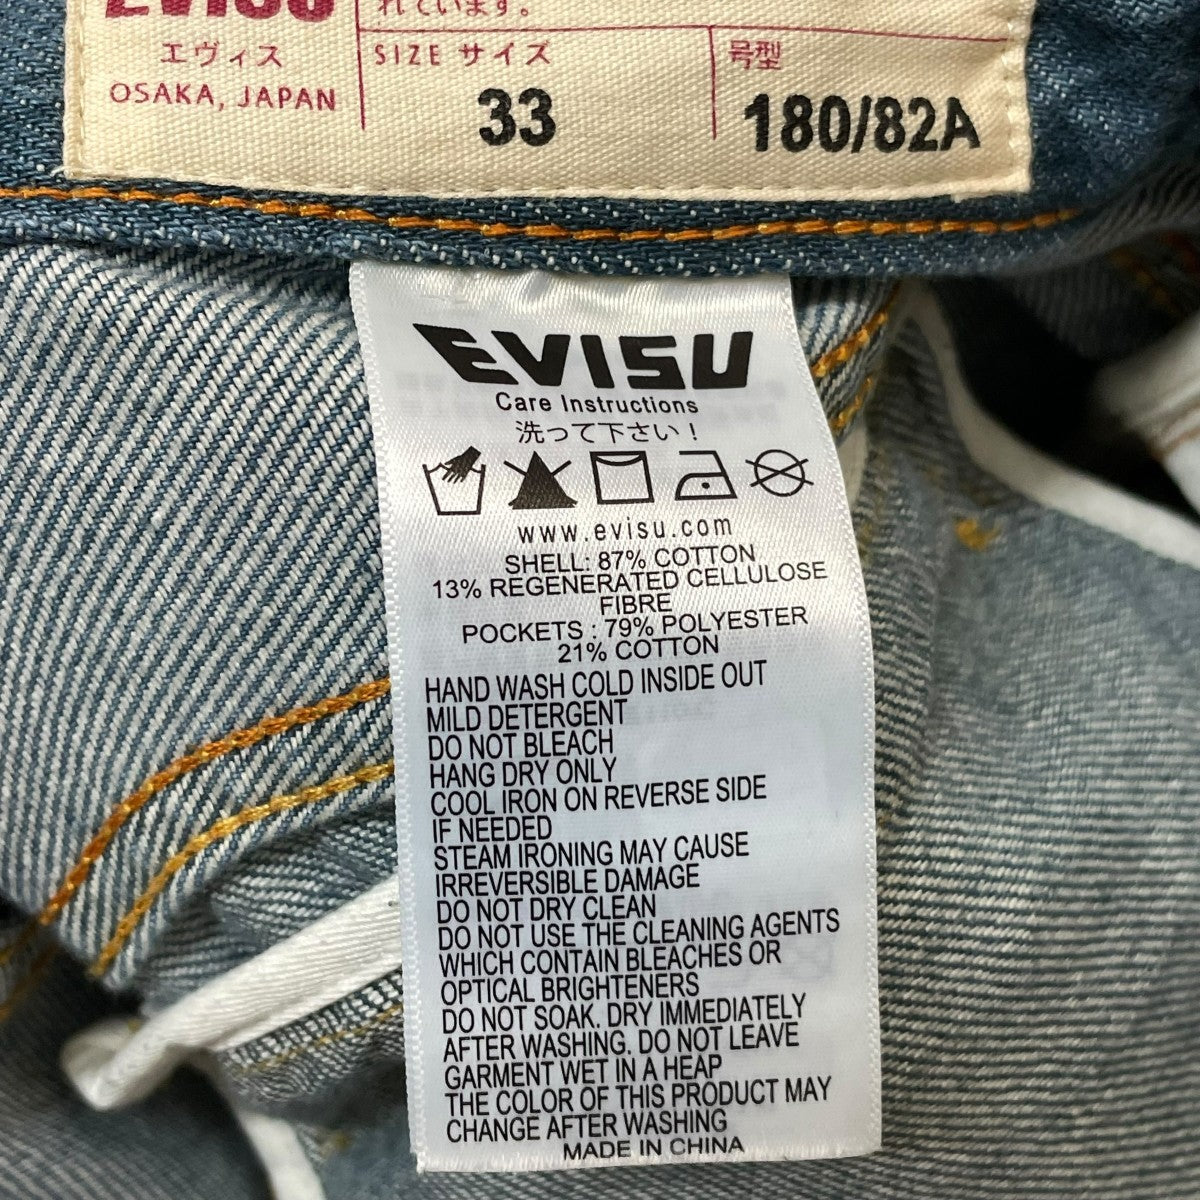 EVISU
れています。
エヴィス
OSAKA, JAPAN
SIZE サイズ
33
号型
180/82A
EVISU
Care Instructions
洗って下さい!
www.evisu.com
SHELL: 87% COTTON
13% REGENERATED CELLULOSE
FIBRE
POCKETS : 79% POLYESTER
21% COTTON
HAND WASH COLD INSIDE OUT
MILD DETERGENT
DO NOT BLEACH
HANG DRY ONLY
COOL IRON ON REVERSE SIDE
IF NEEDED
STEAM IRONING MAY CAUSE
IRREVERSIBLE DAMAGE
DO NOT DRY CLEAN
DO NOT USE THE CLEANING AGENTS
WHICH CONTAIN BLEACHES OR
OPTICAL BRIGHTENERS
DO NOT SOAK. DRY IMMEDIATELY
AFTER WASHING. DO NOT LEAVE
GARMENT WET IN A HEAP
THE COLOR OF THIS PRODUCT MAY
CHANGE AFTER WASHING
MADE IN CHINA